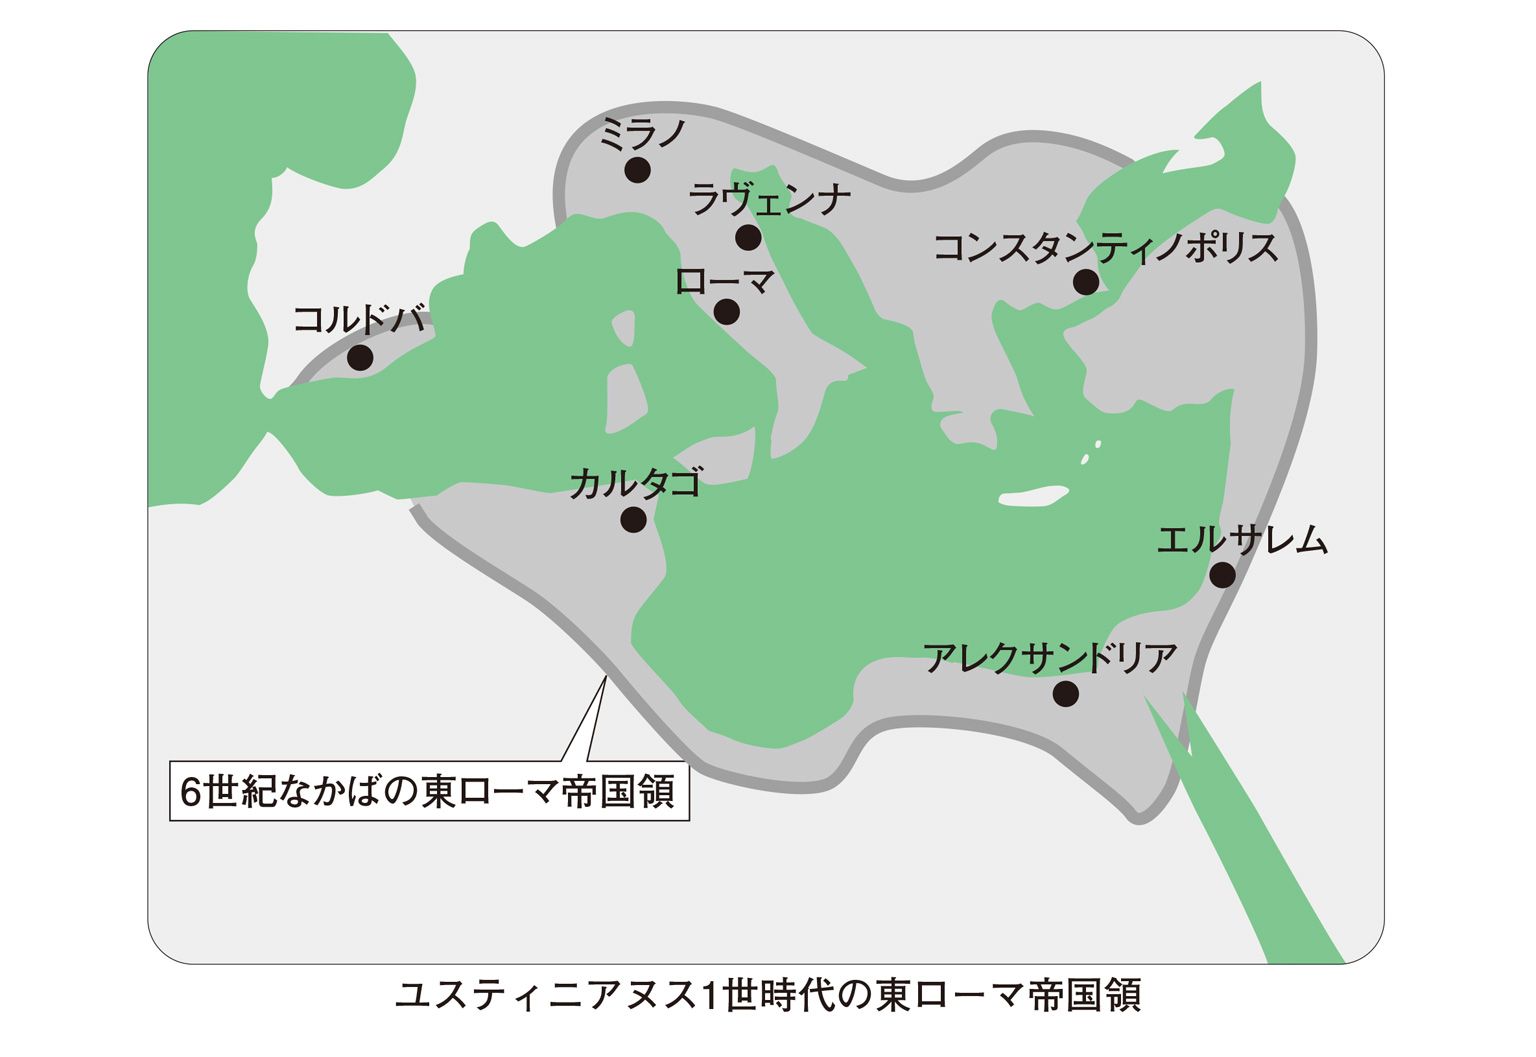 ミラノ
ラヴェンナ
コンスタンティノポリス
ローマ
コルドバ
カルタゴ
エルサレム
アレクサンドリア
6世紀なかばの東ローマ帝国領
ユスティニアヌス1世時代の東ローマ帝国領